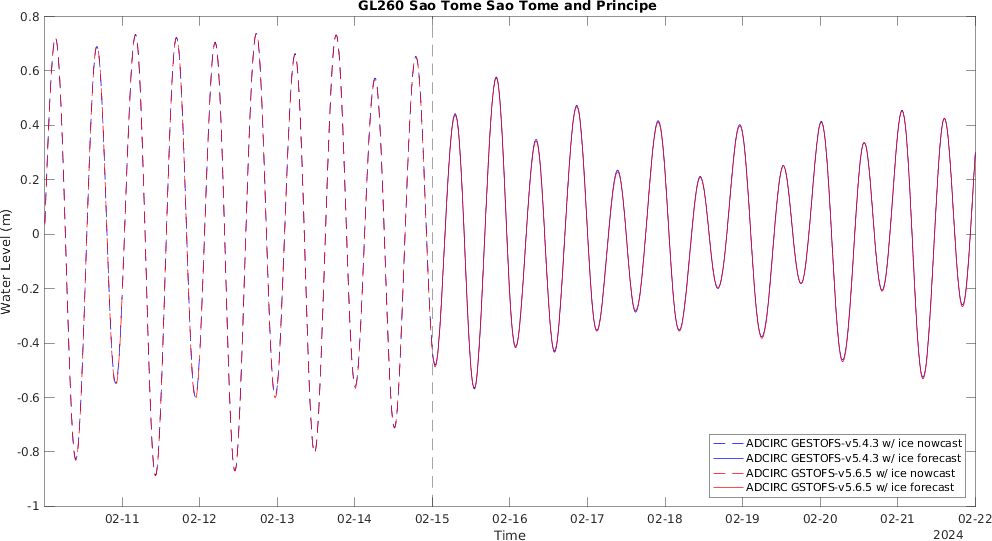 GL260 Sao Tome Sao Tome and Principe
0.8
0.6
0.4
0.2
0
-0.2
-0.4
-0.6
-0.8
-1
Water Level (m)
ADCIRC GESTOFS-v5.4.3 w/ ice nowcast
ADCIRC GESTOFS-v5.4.3 w/ ice forecast
ADCIRC GSTOFS-v5.6.5 w/ ice nowcast
ADCIRC GSTOFS-v5.6.5 w/ ice forecast
02-11 02-12 02-13 02-14 02-15 02-16 02-17 02-18 02-19 02-20 02-21 02-22
Time
2024